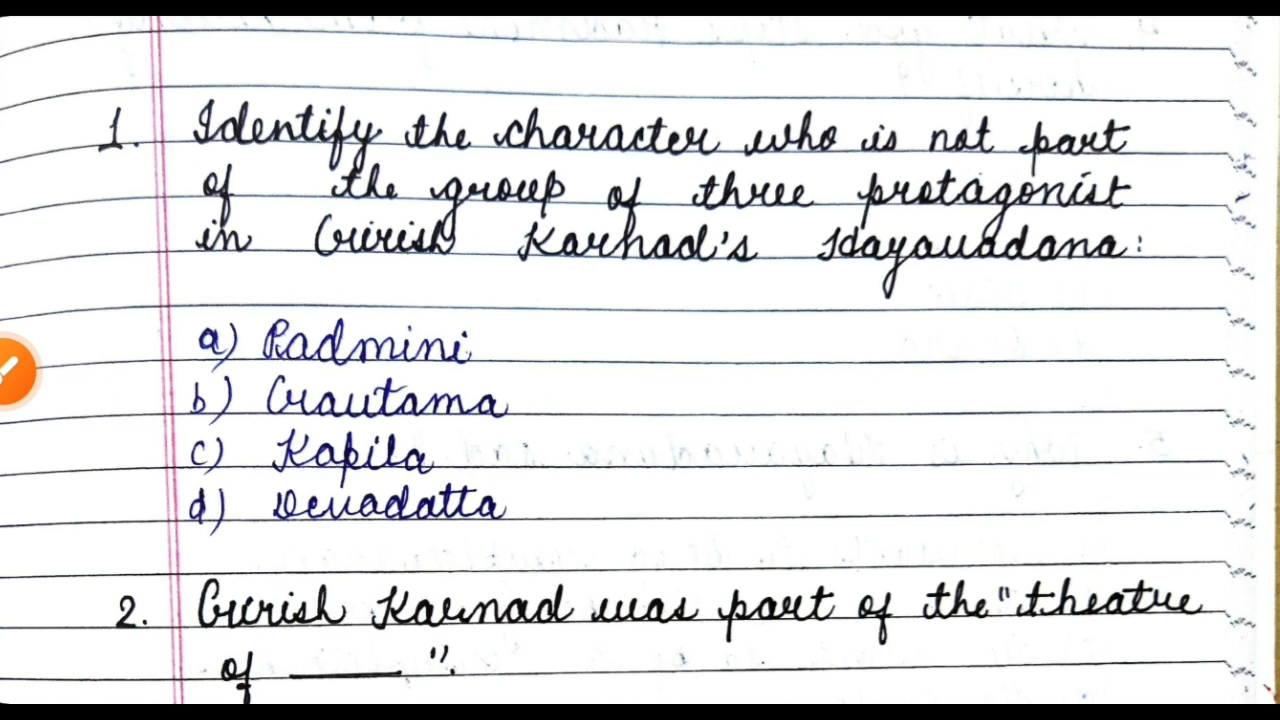 1. Identify the character who is not part
of the group of three protagonist
in Girish Karnad's Hayavadana:
a) Padmini
b) Gautama
c) Kapila
d) Devadatta
2. Girish Karnad was part of the "theatre
of ______".